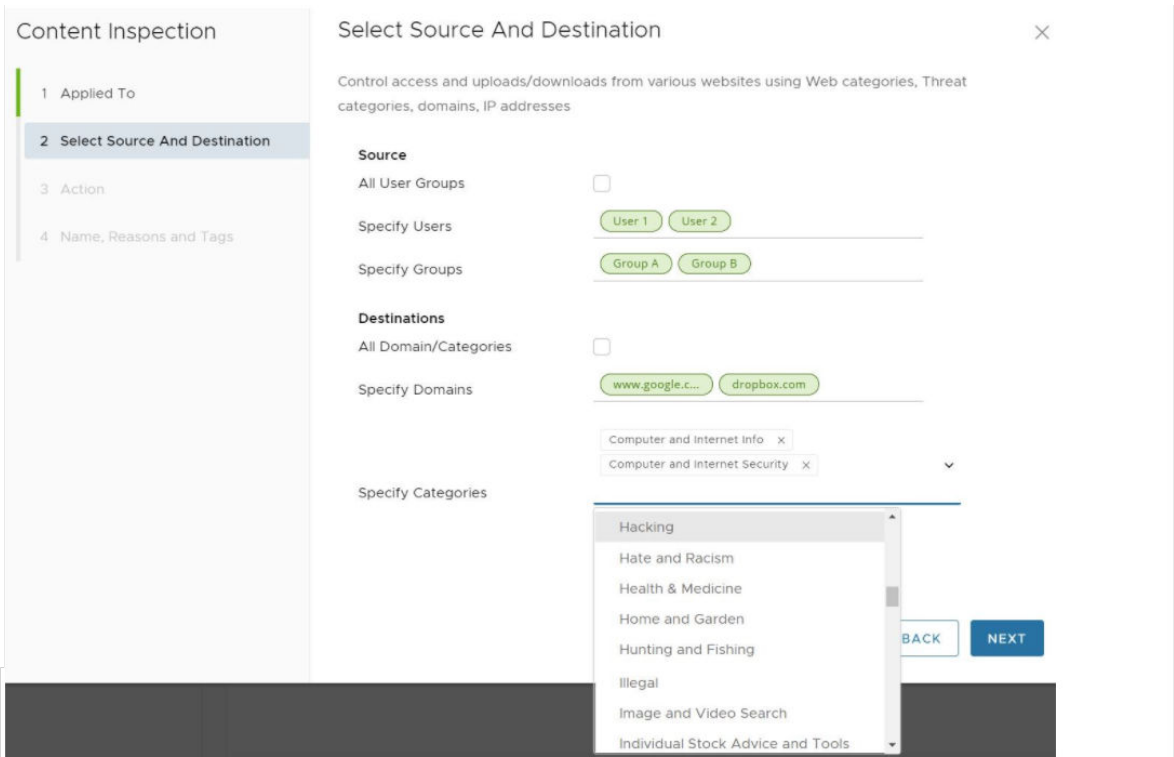 Content Inspection
1 Applied To
2 Select Source And Destination
3 Action
4 Name, Reasons and Tags
Select Source And Destination
Control access and uploads/downloads from various websites using Web categories, Threat
categories, domains, IP addresses
Source
All User Groups
Specify Users
User 1 User 2
Specify Groups
Group A Group B
Destinations
All Domain/Categories
Specify Domains
www.google.c... dropbox.com
Computer and Internet Info x
Computer and Internet Security x
Specify Categories
Hacking
Hate and Racism
Health & Medicine
Home and Garden
Hunting and Fishing
Illegal
Image and Video Search
Individual Stock Advice and Tools
BACK NEXT